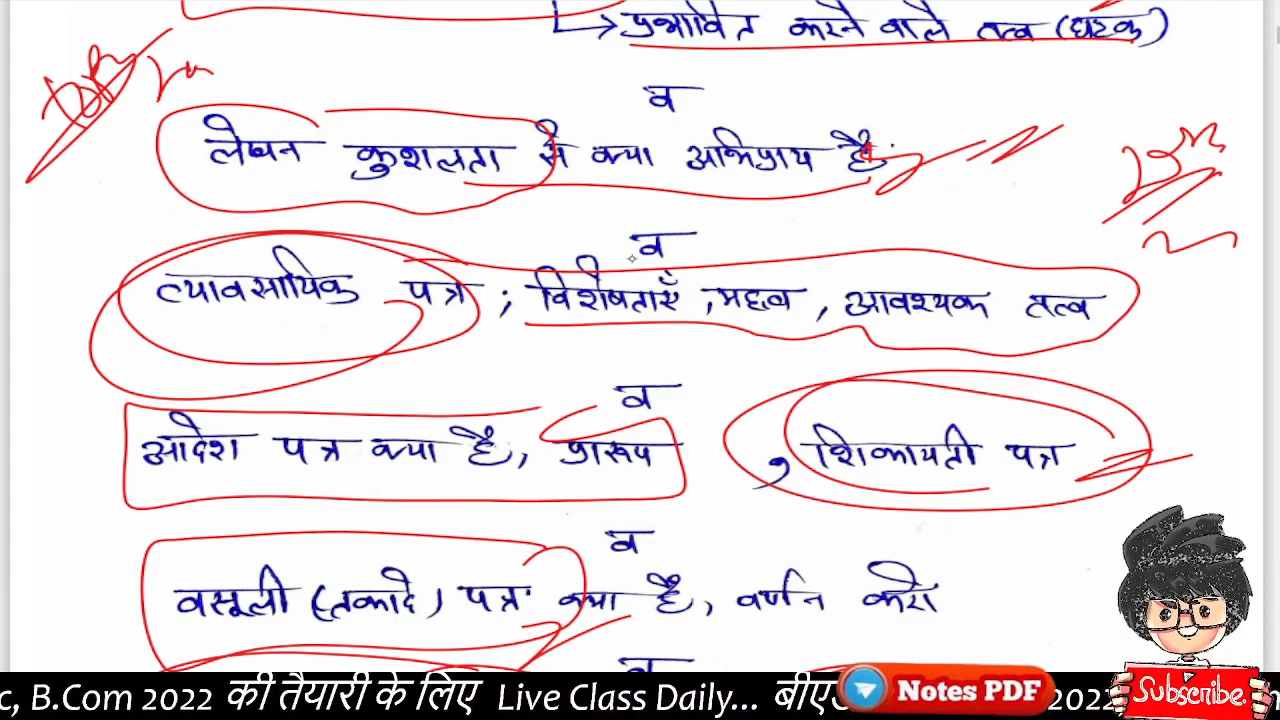 → प्रभावित करने वाले तत्व (घटक)
व
लेखन कुशलता से क्या अभिप्राय है
व
व्यावसायिक पत्र ; विशेषताएँ , महत्व , आवश्यक तत्व
व
आदेश पत्र क्या है, प्रारूप , शिकायती पत्र
व
वसूली (तकादे) पत्र क्या है, वर्णन करो
व
c, B.Com 2022 की तैयारी के लिए Live Class Daily... बीए
Notes PDF
2022
Subscribe